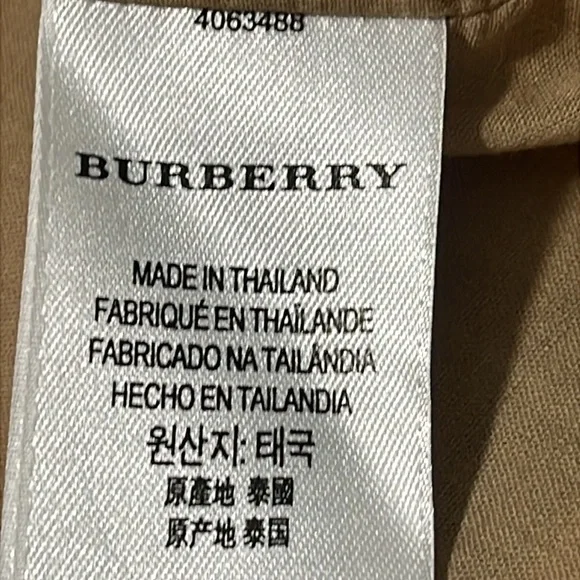 4063488
BURBERRY
MADE IN THAILAND
FABRIQUÉ EN THAÏLANDE
FABRICADO NA TAILÂNDIA
HECHO EN TAILANDIA
원산지: 태국
原產地 泰國
原产地 泰国